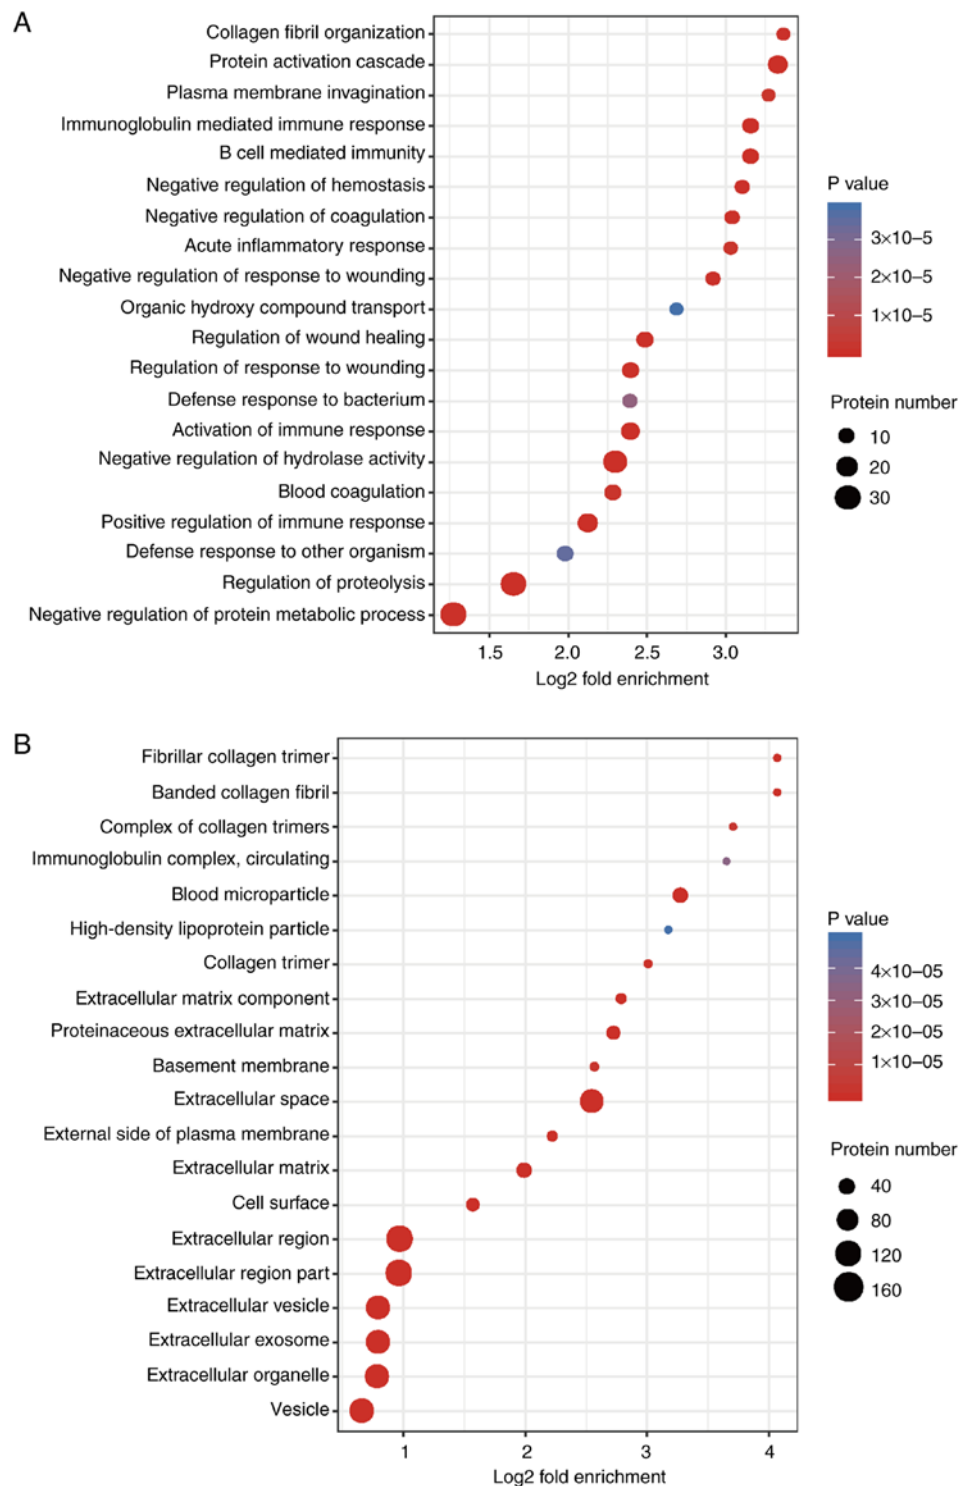 A
Collagen fibril organization
Protein activation cascade
Plasma membrane invagination
Immunoglobulin mediated immune response
B cell mediated immunity
Negative regulation of hemostasis
Negative regulation of coagulation
Acute inflammatory response
Negative regulation of response to wounding
Organic hydroxy compound transport
Regulation of wound healing
Regulation of response to wounding
Defense response to bacterium
Activation of immune response
Negative regulation of hydrolase activity
Blood coagulation
Positive regulation of immune response
Defense response to other organism
Regulation of proteolysis
Negative regulation of protein metabolic process
1.5 2.0 2.5 3.0
Log2 fold enrichment
P value
3×10–5
2×10–5
1×10–5
Protein number
10
20
30
B
Fibrillar collagen trimer
Banded collagen fibril
Complex of collagen trimers
Immunoglobulin complex, circulating
Blood microparticle
High-density lipoprotein particle
Collagen trimer
Extracellular matrix component
Proteinaceous extracellular matrix
Basement membrane
Extracellular space
External side of plasma membrane
Extracellular matrix
Cell surface
Extracellular region
Extracellular region part
Extracellular vesicle
Extracellular exosome
Extracellular organelle
Vesicle
1 2 3 4
Log2 fold enrichment
P value
4×10–05
3×10–05
2×10–05
1×10–05
Protein number
40
80
120
160